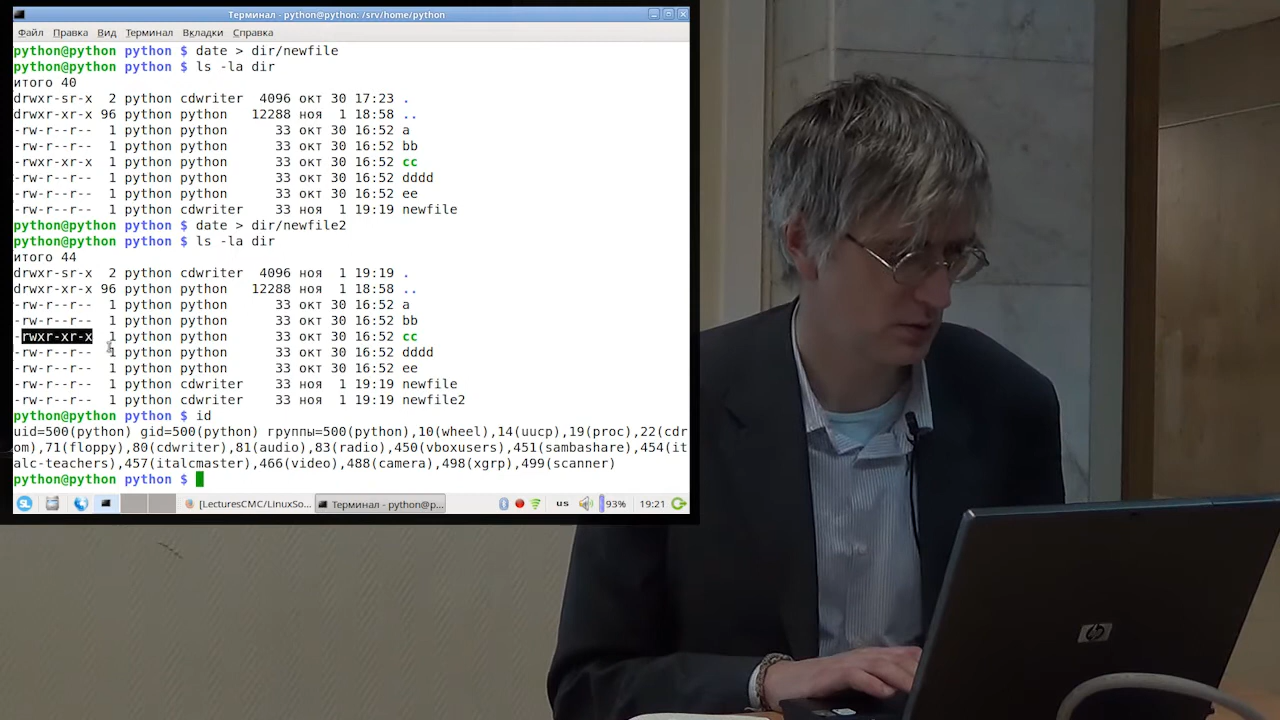 Терминал - python@python: /srv/home/python
Файл Правка Вид Терминал Вкладки Справка
python@python python $ date > dir/newfile
python@python python $ ls -la dir
итого 40
drwxr-sr-x 2 python cdwriter 4096 окт 30 17:23 .
drwxr-xr-x 96 python python 12288 ноя 1 18:58 ..
-rw-r--r-- 1 python python 33 окт 30 16:52 a
-rw-r--r-- 1 python python 33 окт 30 16:52 bb
-rwxr-xr-x 1 python python 33 окт 30 16:52 cc
-rw-r--r-- 1 python python 33 окт 30 16:52 dddd
-rw-r--r-- 1 python python 33 окт 30 16:52 ee
-rw-r--r-- 1 python cdwriter 33 ноя 1 19:19 newfile
python@python python $ date > dir/newfile2
python@python python $ ls -la dir
итого 44
drwxr-sr-x 2 python cdwriter 4096 ноя 1 19:19 .
drwxr-xr-x 96 python python 12288 ноя 1 18:58 ..
-rw-r--r-- 1 python python 33 окт 30 16:52 a
-rw-r--r-- 1 python python 33 окт 30 16:52 bb
-rwxr-xr-x 1 python python 33 окт 30 16:52 cc
-rw-r--r-- 1 python python 33 окт 30 16:52 dddd
-rw-r--r-- 1 python python 33 окт 30 16:52 ee
-rw-r--r-- 1 python cdwriter 33 ноя 1 19:19 newfile
-rw-r--r-- 1 python cdwriter 33 ноя 1 19:19 newfile2
python@python python $ id
uid=500(python) gid=500(python) группы=500(python),10(wheel),14(uucp),19(proc),22(cdr
om),71(floppy),80(cdwriter),81(audio),83(radio),450(vboxusers),451(sambashare),454(it
alc-teachers),457(italcmaster),466(video),488(camera),498(xgrp),499(scanner)
python@python python $
[LecturesCMC/LinuxSo... Терминал - python@p... us 93% 19:21
hp